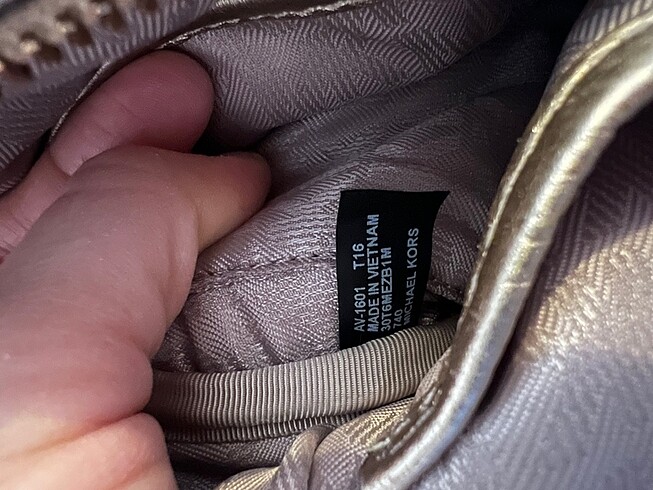 AV-1601 T16
MADE IN VIETNAM
30T6MEZB1M
740
MICHAEL KORS